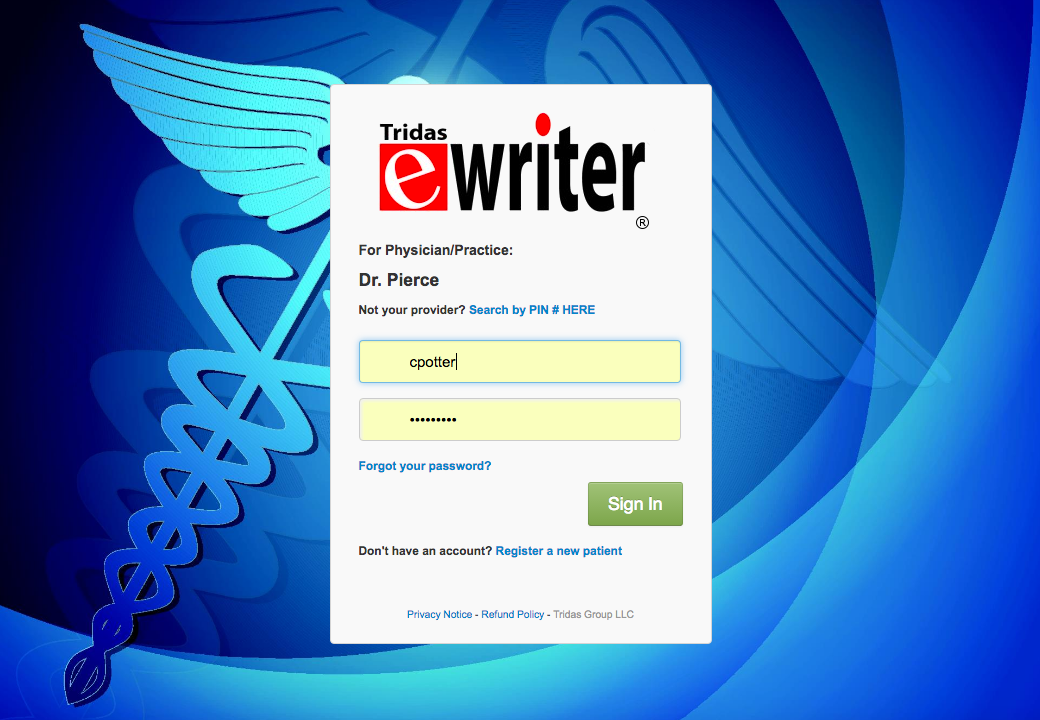 Tridas
ewriter®
For Physician/Practice:
Dr. Pierce
Not your provider? Search by PIN # HERE
cpotter
•••••••••
Forgot your password?
Sign In
Don't have an account? Register a new patient
Privacy Notice - Refund Policy - Tridas Group LLC